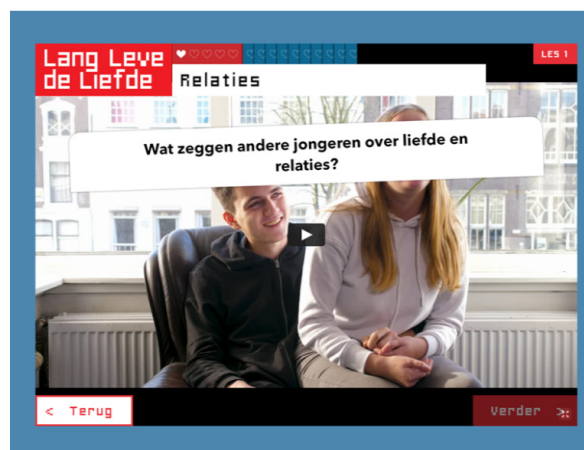 Lang Leve
de Liefde
LES 1
Relaties
Wat zeggen andere jongeren over liefde en
relaties?
< Terug
Verder >